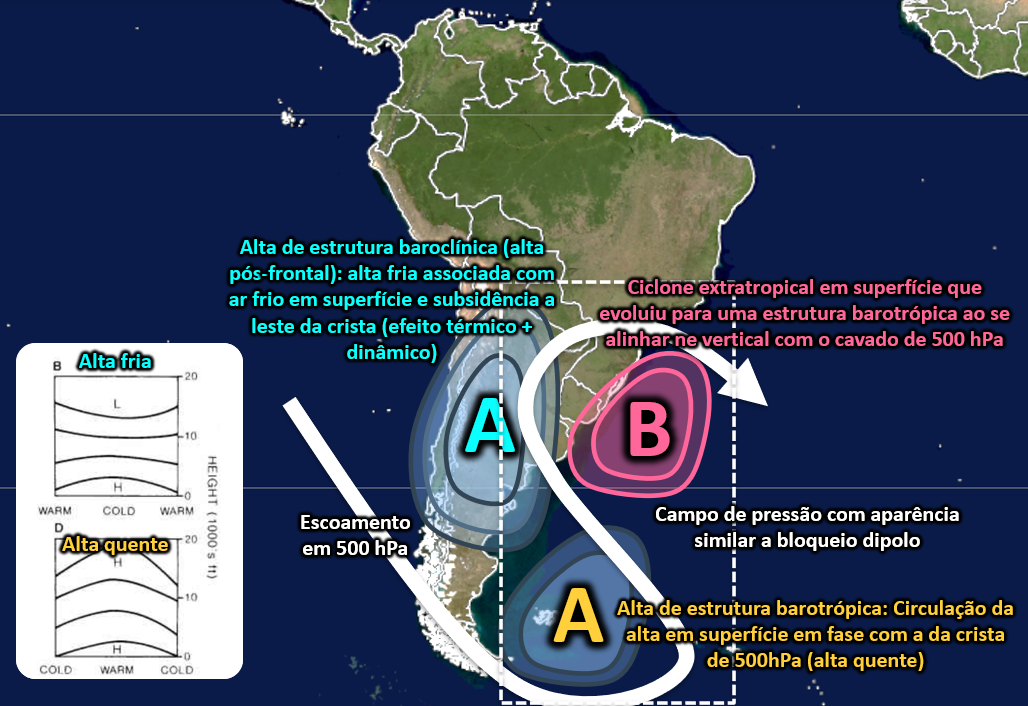 Alta de estrutura baroclínica (alta
pós-frontal): alta fria associada com
ar frio em superfície e subsidência a
leste da crista (efeito térmico +
dinâmico)
Ciclone extratropical em superfície que
evoluiu para uma estrutura barotrópica ao se
alinhar ne vertical com o cavado de 500 hPa
B
Alta fria
20
L
10
H
0
WARM COLD WARM
HEIGHT (1000's ft)
D
20
Alta quente
H
10
H
0
COLD WARM COLD
A
B
Escoamento
em 500 hPa
Campo de pressão com aparência
similar a bloqueio dipolo
A
Alta de estrutura barotrópica: Circulação da
alta em superfície em fase com a da crista
de 500hPa (alta quente)